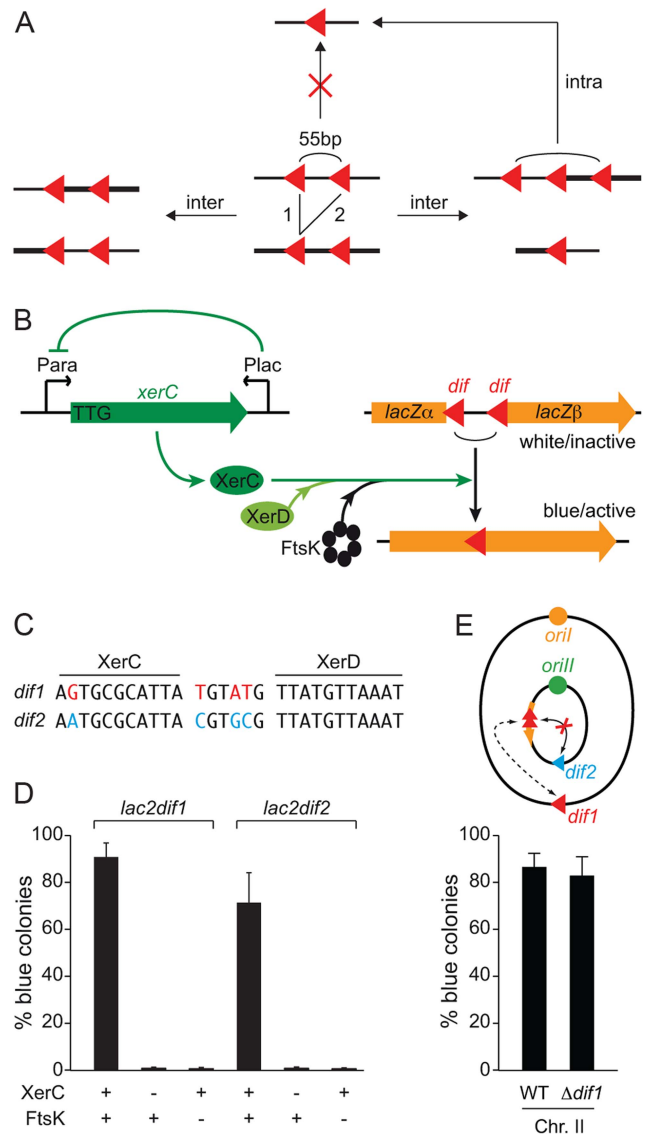 A
intra
55bp
inter
1
2
inter
B
Para
Plac
xerC
TTG
dif
dif
lacZα
lacZβ
white/inactive
XerC
XerD
FtsK
blue/active
C
XerC
XerD
dif1 AGTGCGCATTA TGTATG TTATGTTAAAT
dif2 AATGCGCATTA CGTGCG TTATGTTAAAT
D
lac2dif1
lac2dif2
% blue colonies
100
80
60
40
20
0
XerC + - + + - +
FtsK + + - + + -
E
oriI
oriII
dif2
dif1
% blue colonies
100
80
60
40
20
0
WT Δdif1
Chr. II